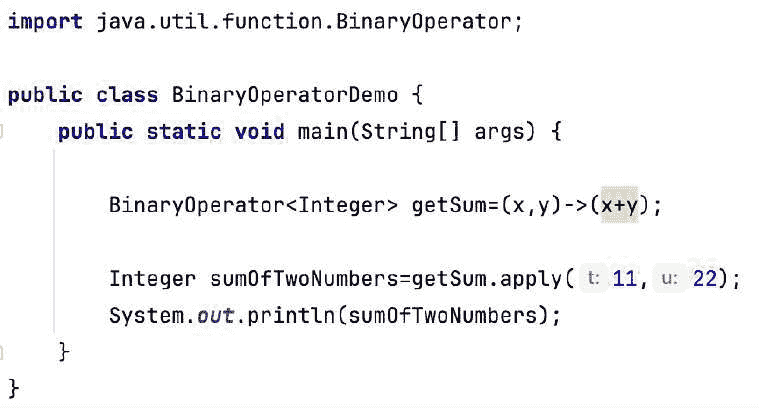 import java.util.function.BinaryOperator;
public class BinaryOperatorDemo {
public static void main(String[] args) {
BinaryOperator<Integer> getSum=(x,y)->(x+y);
Integer sumOfTwoNumbers=getSum.apply( t: 11, u: 22);
System.out.println(sumOfTwoNumbers);
}
}